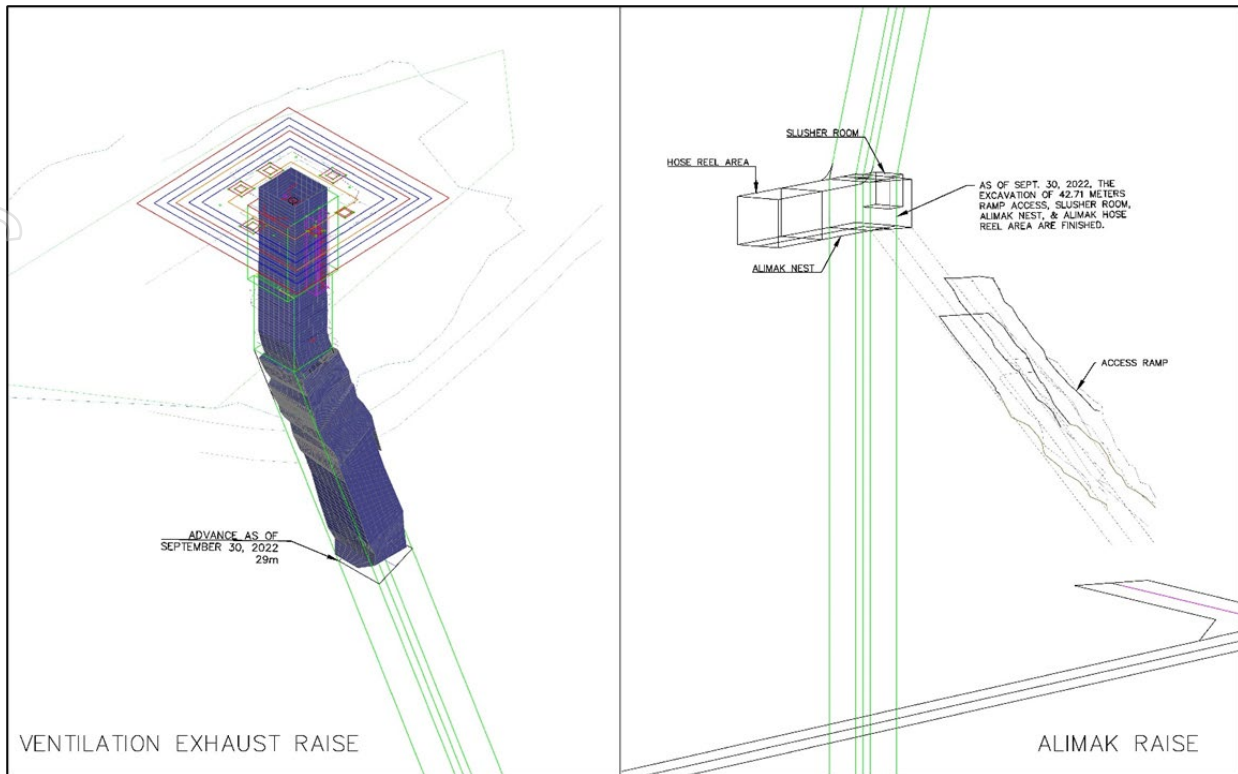 ADVANCE AS OF
SEPTEMBER 30, 2022
29m
VENTILATION EXHAUST RAISE
SLUSHER ROOM
HOSE REEL AREA
AS OF SEPT. 30, 2022, THE
EXCAVATION OF 42.71 METERS
RAMP ACCESS, SLUSHER ROOM,
ALIMAK NEST, & ALIMAK HOSE
REEL AREA ARE FINISHED.
ALIMAK NEST
ACCESS RAMP
ALIMAK RAISE